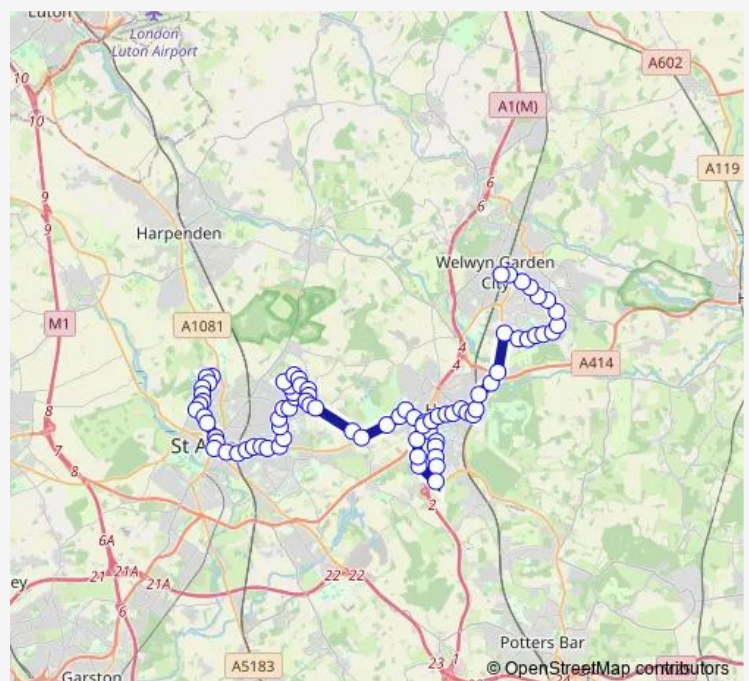 Luton
London
Luton Airport
10
10
A602
A1(M)
A119
6
6
9
9
Harpenden
Welwyn Garden
City
M1
A1081
4
4
A414
8
7
8
St A
H
2
6A
21
21A
21A
22
22
ey
6
Potters Bar
A5183
23
1
Garston
24
© OpenStreetMap contributors